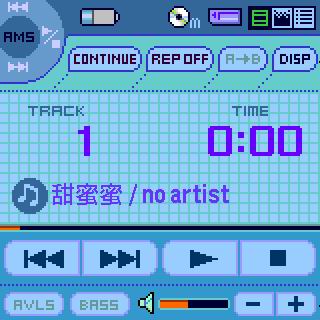 AMS
m
CONTINUE REP OFF A→B DISP
TRACK TIME
1 0:00
甜蜜蜜 / no artist
AVLS BASS